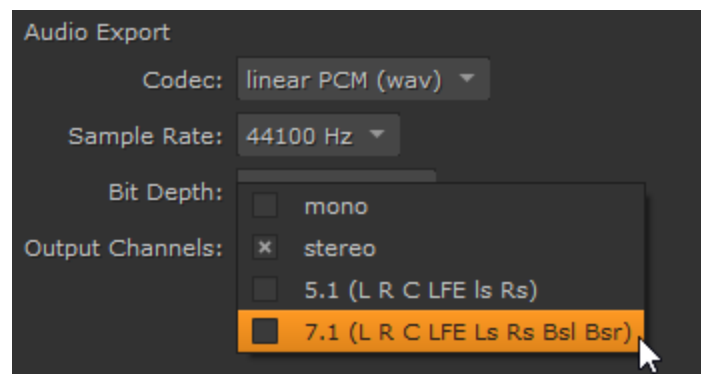 Audio Export
Codec: linear PCM (wav)
Sample Rate: 44100 Hz
Bit Depth:
mono
Output Channels: stereo
5.1 (L R C LFE ls Rs)
7.1 (L R C LFE Ls Rs Bsl Bsr)